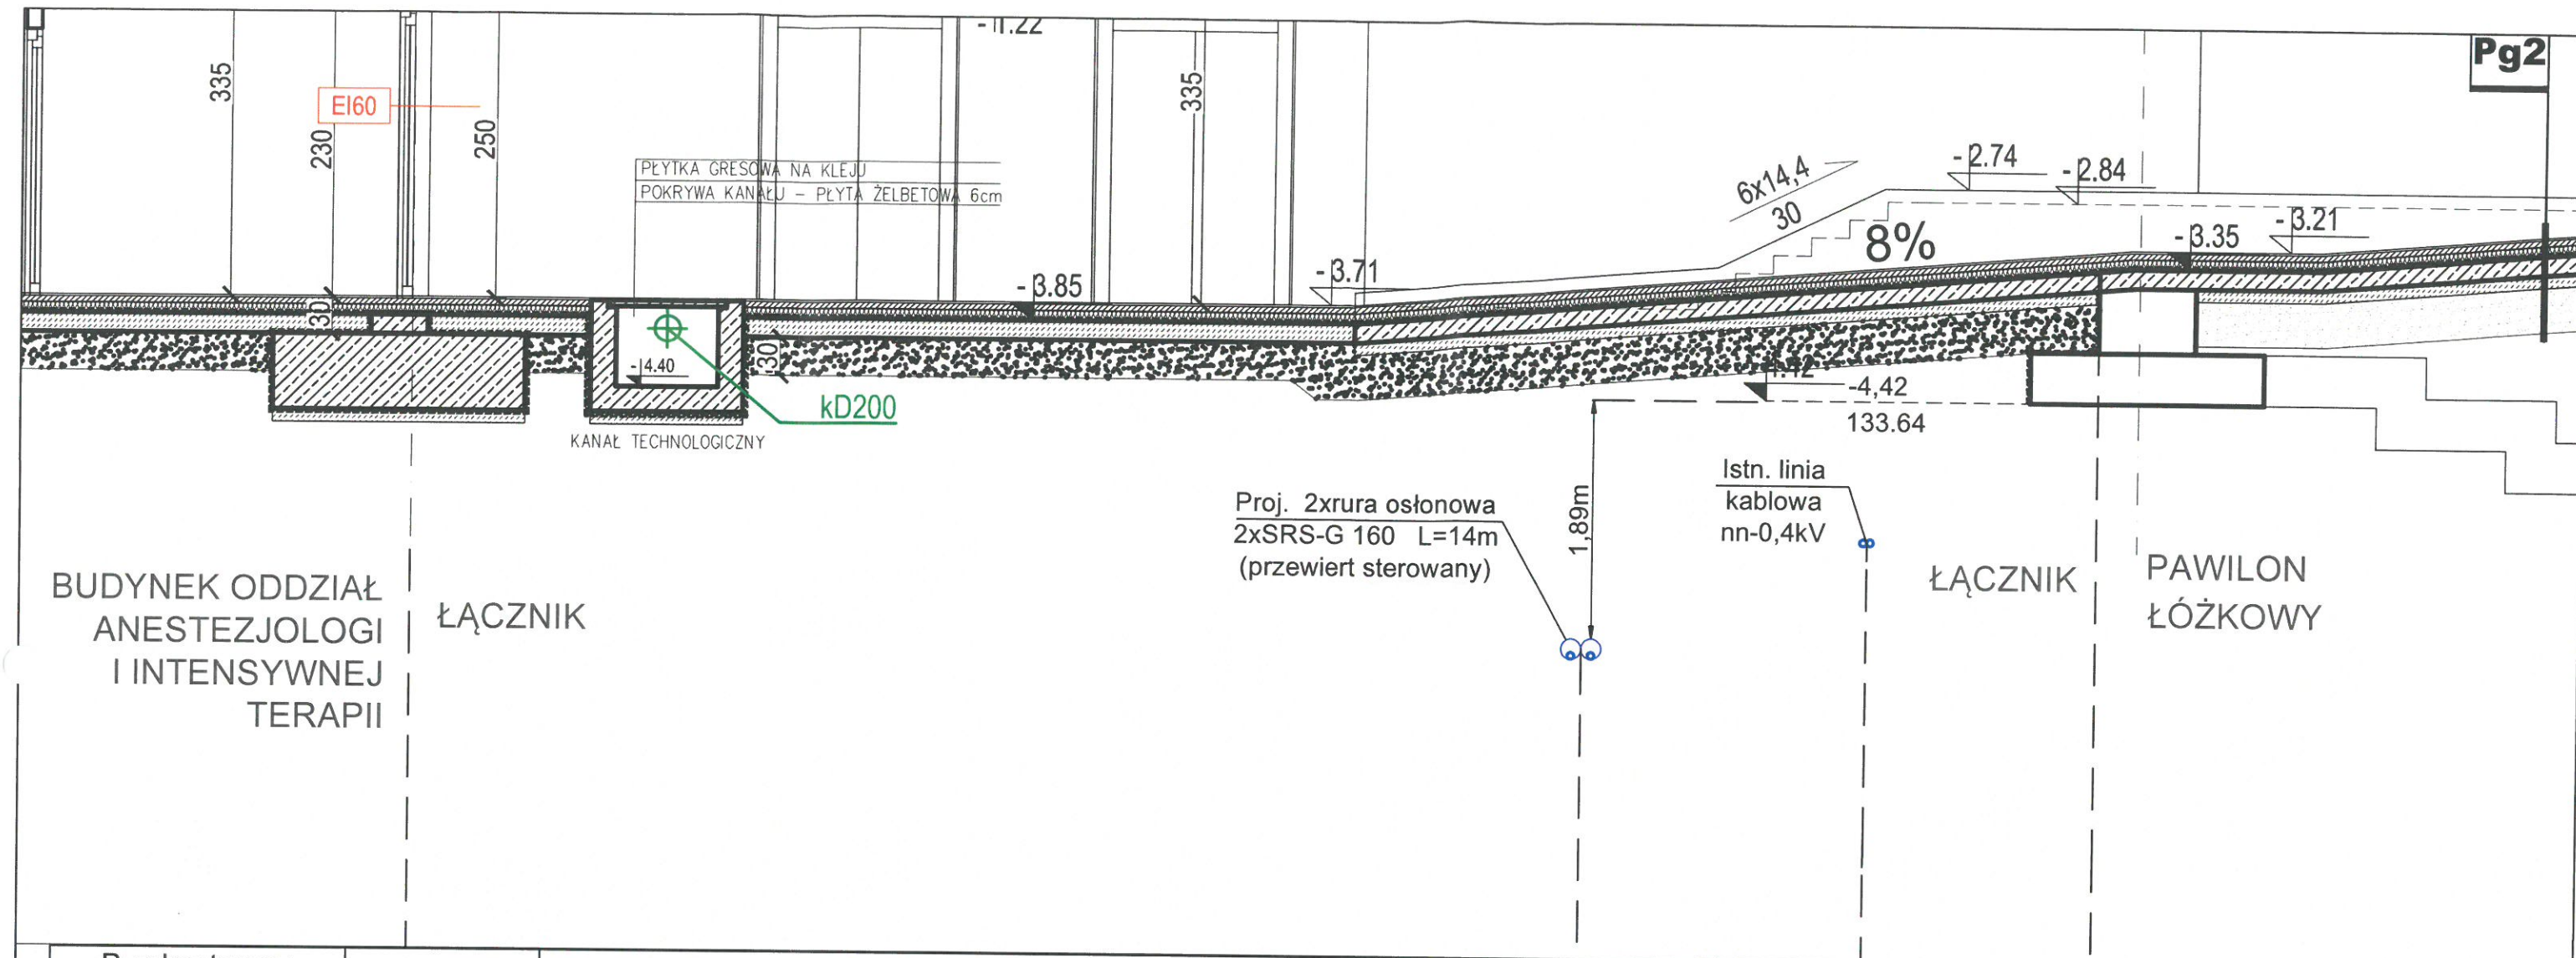 - 1.22
Pg2
335
EI60
230
250
335
PŁYTKA GRESOWA NA KLEJU
POKRYWA KANAŁU – PŁYTA ŻELBETOWA 6cm
6x14,4
30
- 2.74
- 2.84
8%
- 3.35
- 3.21
- 3.85
- 3.71
30
30
- 4.40
kD200
KANAŁ TECHNOLOGICZNY
-4,42
133.64
1,89m
Proj. 2xrura osłonowa
2xSRS-G 160 L=14m
(przewiert sterowany)
Istn. linia
kablowa
nn-0,4kV
BUDYNEK ODDZIAŁ
ANESTEZJOLOGI
I INTENSYWNEJ
TERAPII
ŁĄCZNIK
ŁĄCZNIK
PAWILON
ŁÓŻKOWY